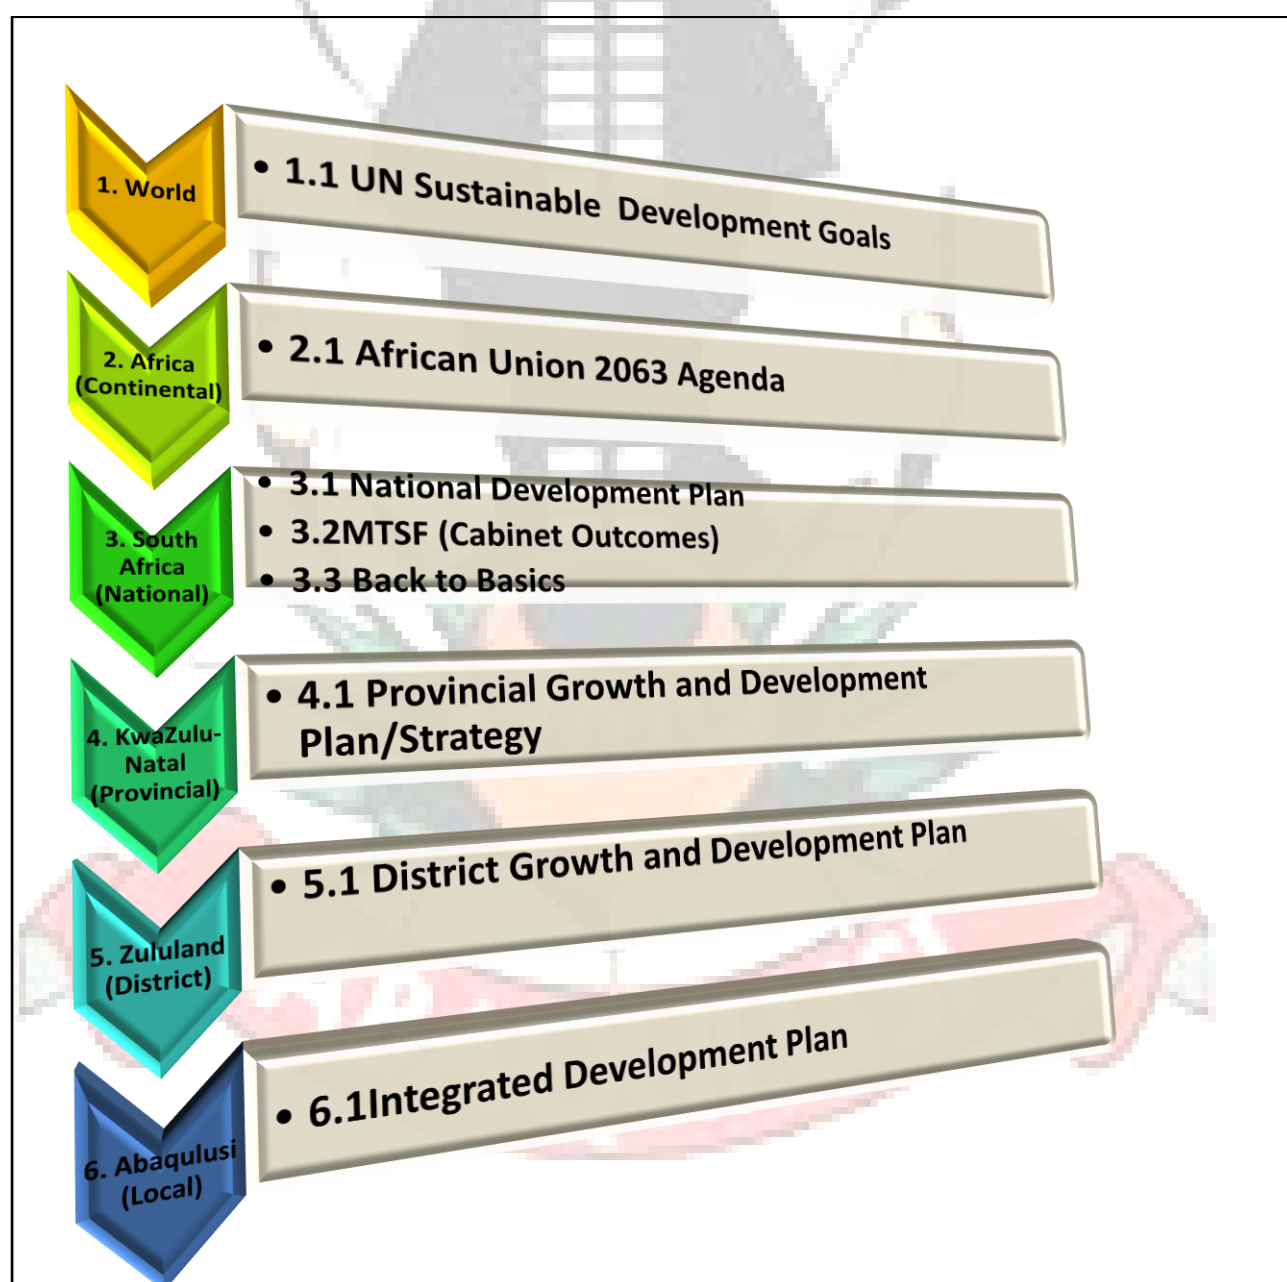 1. World
• 1.1 UN Sustainable Development Goals
2. Africa
(Continental)
• 2.1 African Union 2063 Agenda
3. South
Africa
(National)
• 3.1 National Development Plan
• 3.2MTSF (Cabinet Outcomes)
• 3.3 Back to Basics
4. KwaZulu-
Natal
(Provincial)
• 4.1 Provincial Growth and Development
Plan/Strategy
5. Zululand
(District)
• 5.1 District Growth and Development Plan
6. Abaqulusi
(Local)
• 6.1Integrated Development Plan